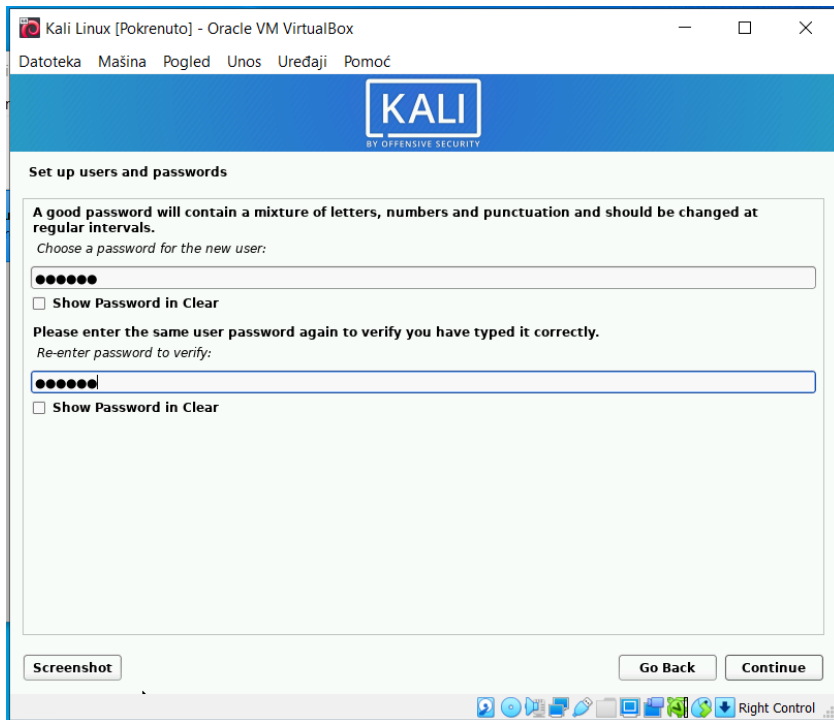 Kali Linux [Pokrenuto] - Oracle VM VirtualBox
Datoteka Mašina Pogled Unos Uređaji Pomoć
KALI
BY OFFENSIVE SECURITY
Set up users and passwords
A good password will contain a mixture of letters, numbers and punctuation and should be changed at
regular intervals.
Choose a password for the new user:
●●●●●●
Show Password in Clear
Please enter the same user password again to verify you have typed it correctly.
Re-enter password to verify:
●●●●●●
Show Password in Clear
Screenshot Go Back Continue
Right Control